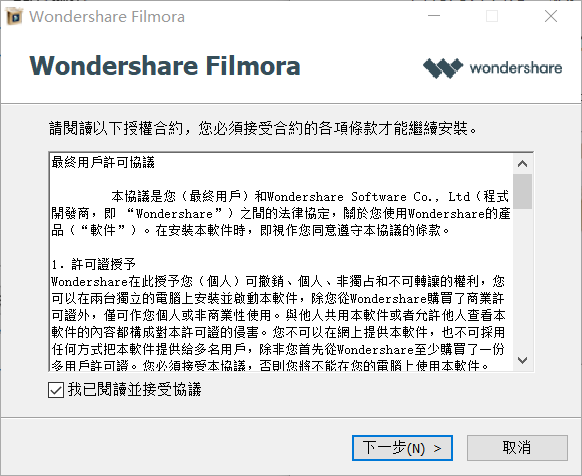 Wondershare Filmora
Wondershare Filmora
wondershare
請閱讀以下授權合約，您必須接受合約的各項條款才能繼續安裝。
最終用戶許可協議
本協議是您（最終用戶）和Wondershare Software Co., Ltd（程式
開發商，即 “Wondershare”）之間的法律協定，關於您使用Wondershare的產
品（“軟件”）。在安裝本軟件時，即視作您同意遵守本協議的條款。
1．許可證授予
Wondershare在此授予您（個人）可撤銷、個人、非獨占和不可轉讓的權利，您
可以在兩台獨立的電腦上安裝並啟動本軟件，除您從Wondershare購買了商業許
可證外，僅可作您個人或非商業性使用。與他人共用本軟件或者允許他人查看本
軟件的內容都構成對本許可證的侵害。您不可以在網上提供本軟件，也不可採用
任何方式把本軟件提供給多名用戶，除非您首先從Wondershare至少購買了一份
多用戶許可證。您必須接受本協議，否則您將不能在您的電腦上使用本軟件。
我已閱讀並接受協議
下一步(N) >
取消